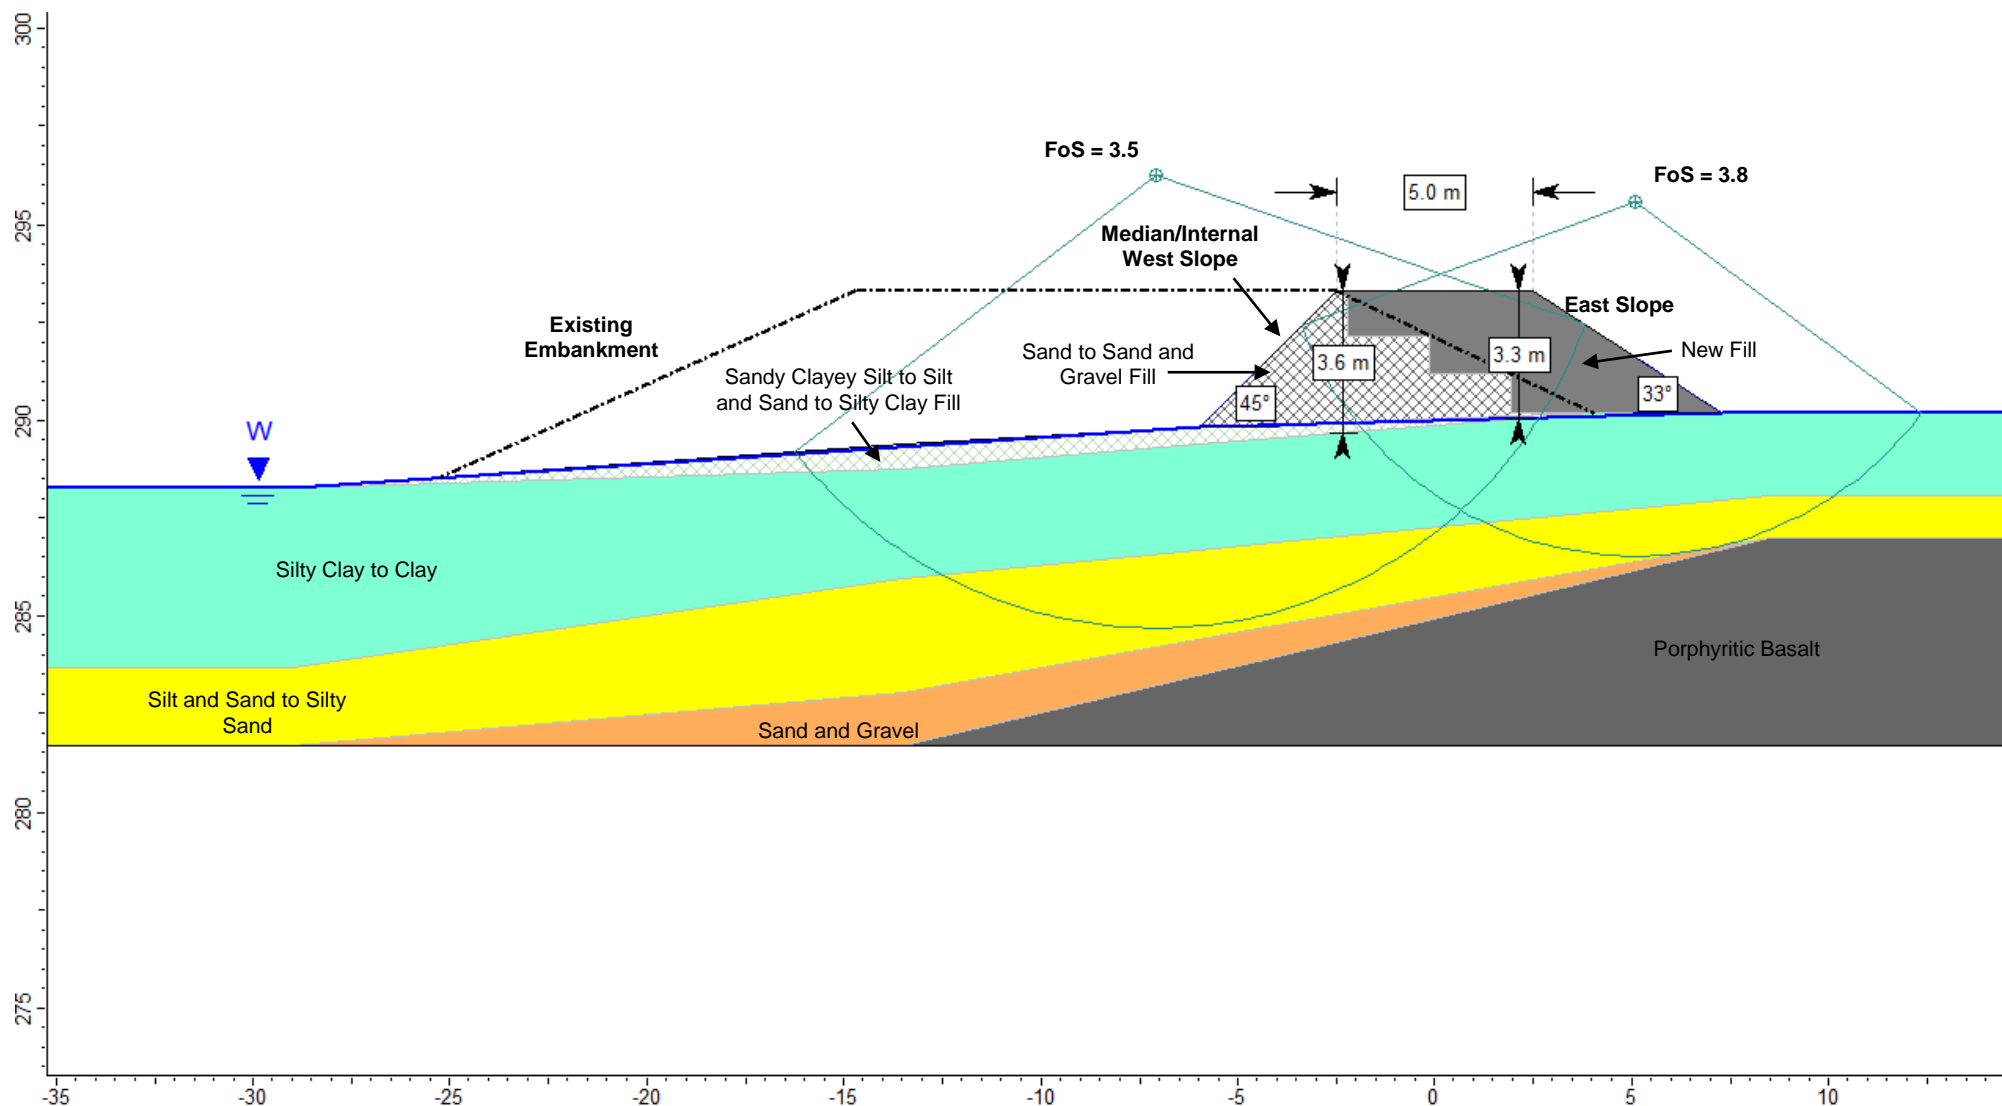 300
295
290
285
280
275
FoS = 3.5
FoS = 3.8
5.0 m
Median/Internal
West Slope
East Slope
Existing
Embankment
Sand to Sand and
Gravel Fill
3.6 m
3.3 m
New Fill
Sandy Clayey Silt to Silt
and Sand to Silty Clay Fill
45°
33°
W
Silty Clay to Clay
Porphyritic Basalt
Silt and Sand to Silty
Sand
Sand and Gravel
-35
-30
-25
-20
-15
-10
-5
0
5
10